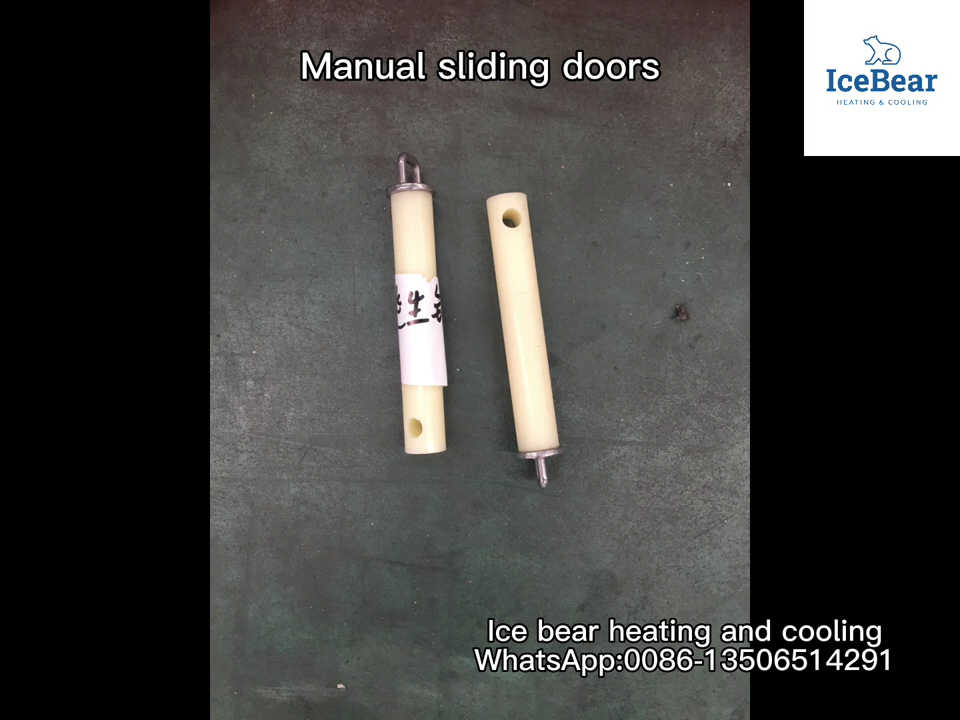 Manual sliding doors
IceBear
HEATING & COOLING
Ice bear heating and cooling
WhatsApp:0086-13506514291